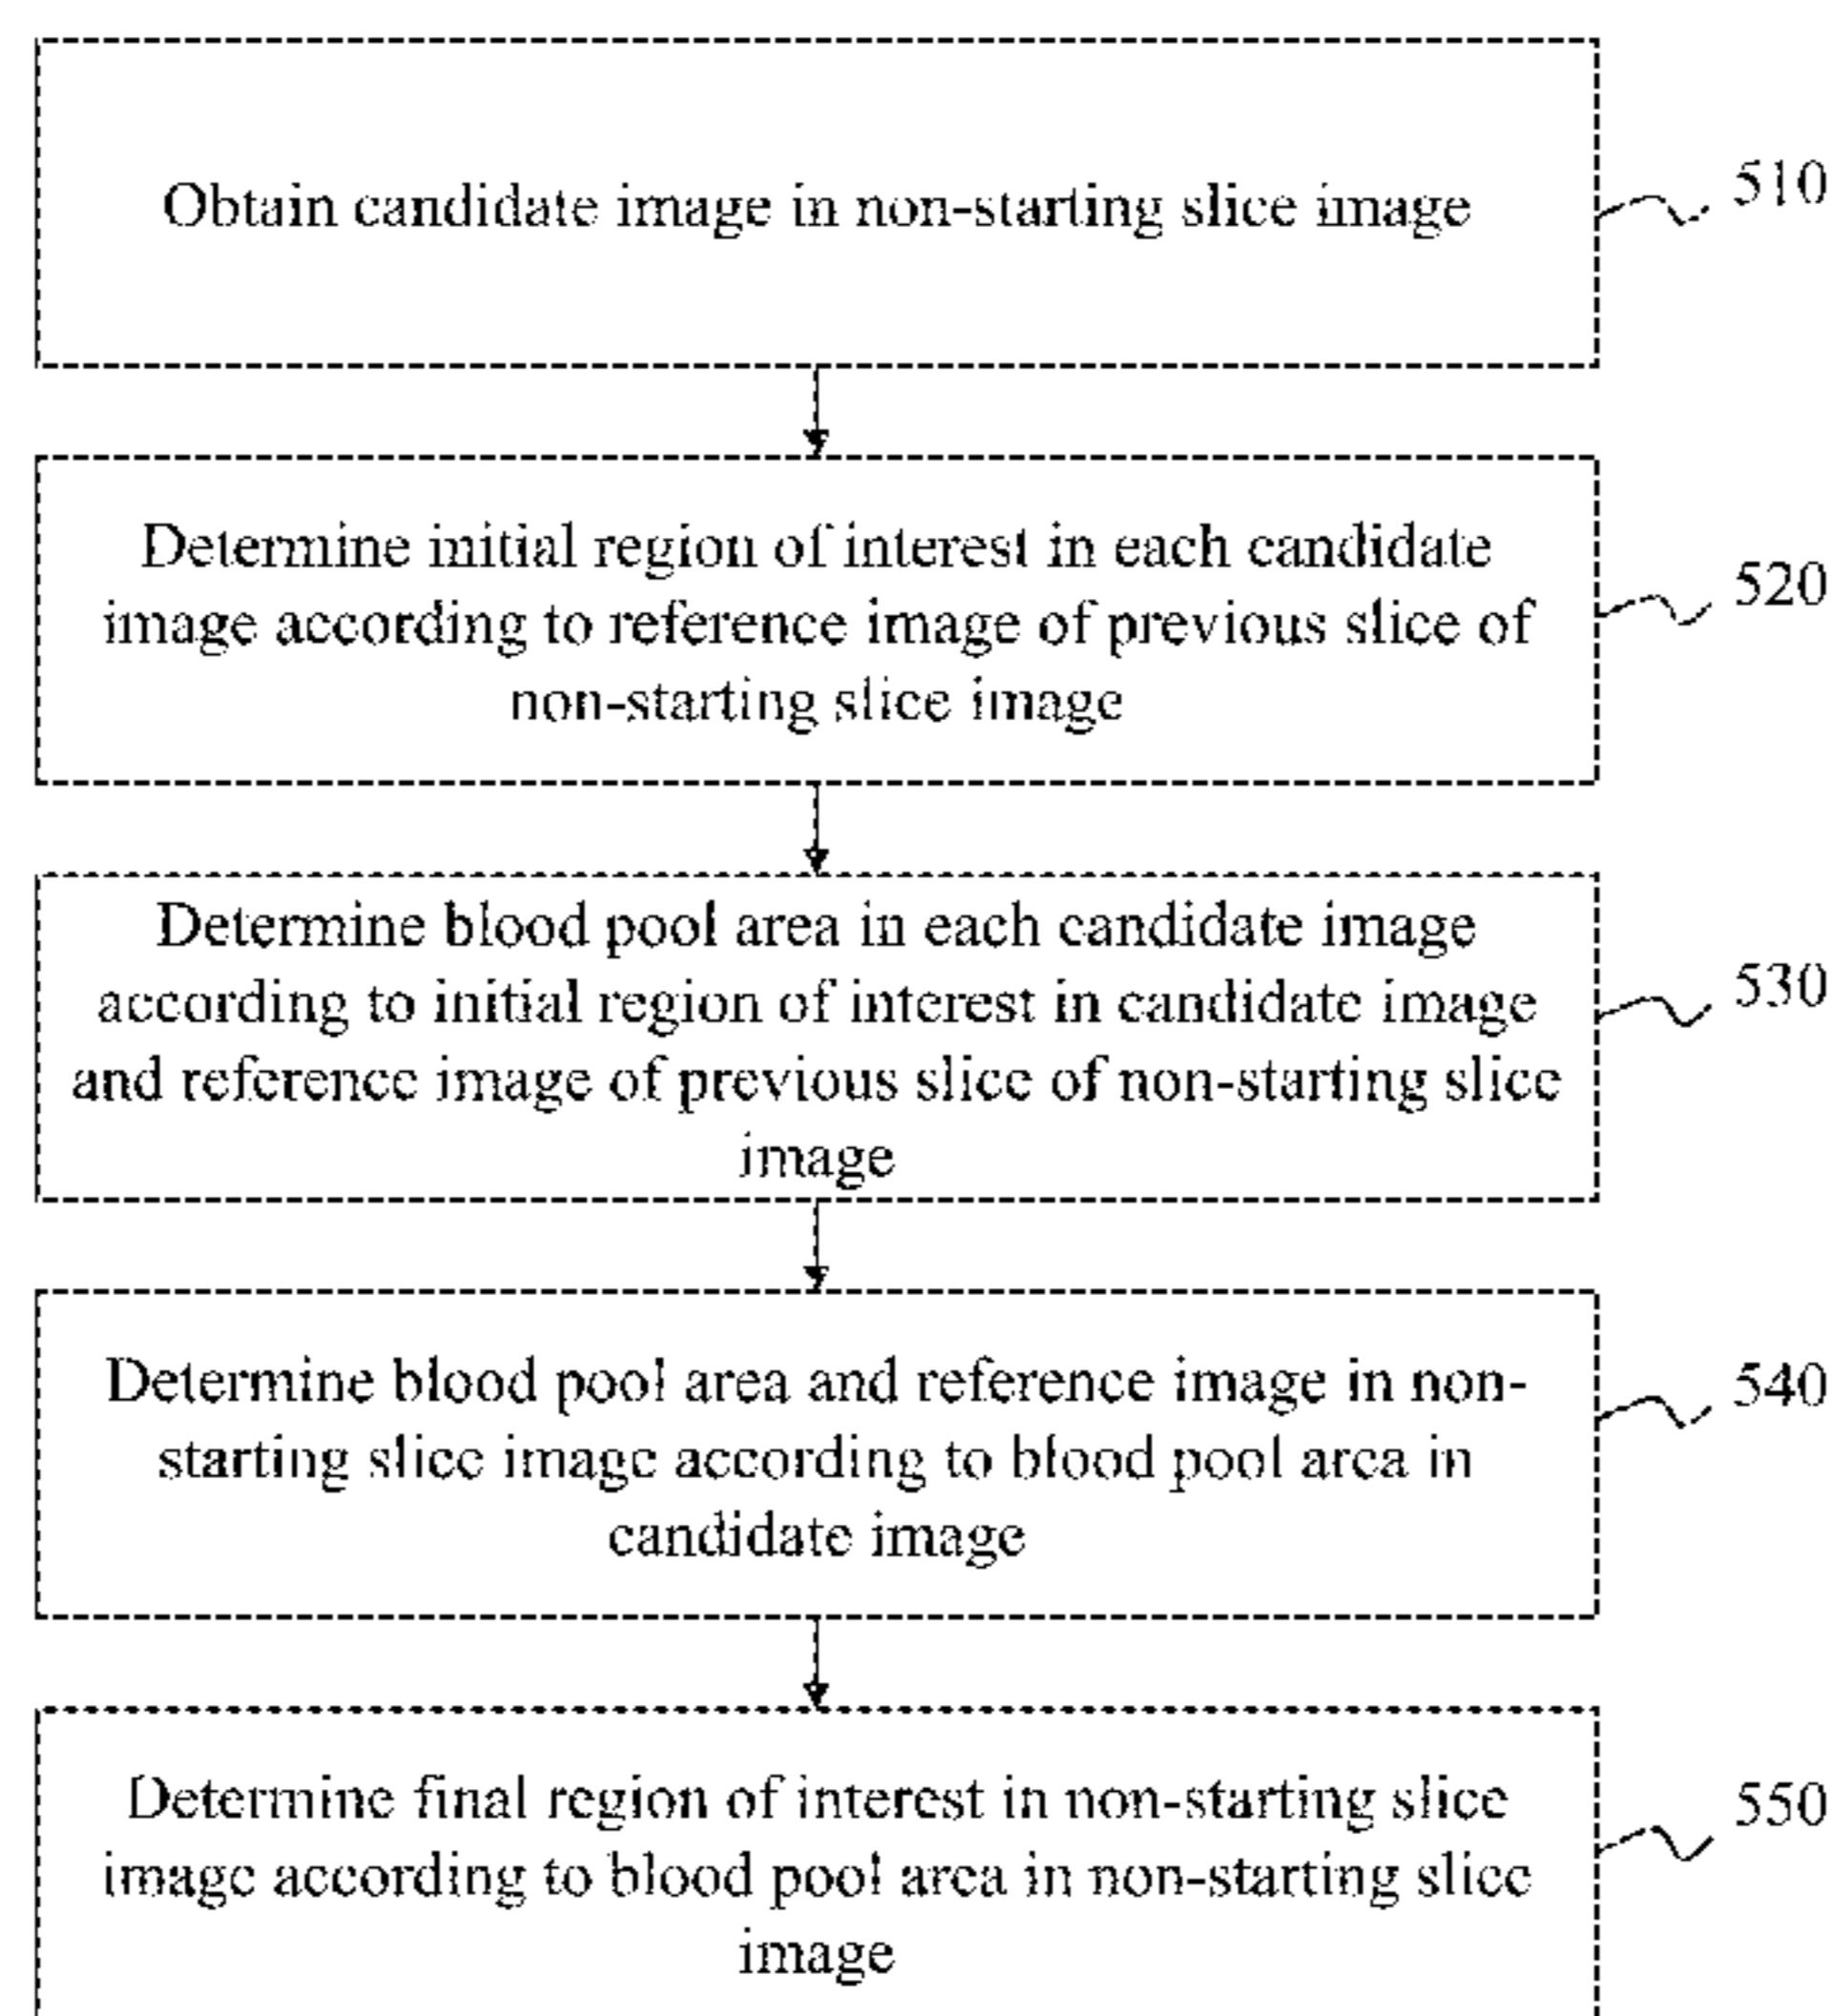 Obtain candidate image in non-starting slice image
510
Determine initial region of interest in each candidate
image according to reference image of previous slice of
non-starting slice image
520
Determine blood pool area in each candidate image
according to initial region of interest in candidate image
and reference image of previous slice of non-starting slice
image
530
Determine blood pool area and reference image in non-
starting slice image according to blood pool area in
candidate image
540
Determine final region of interest in non-starting slice
image according to blood pool area in non-starting slice
image
550